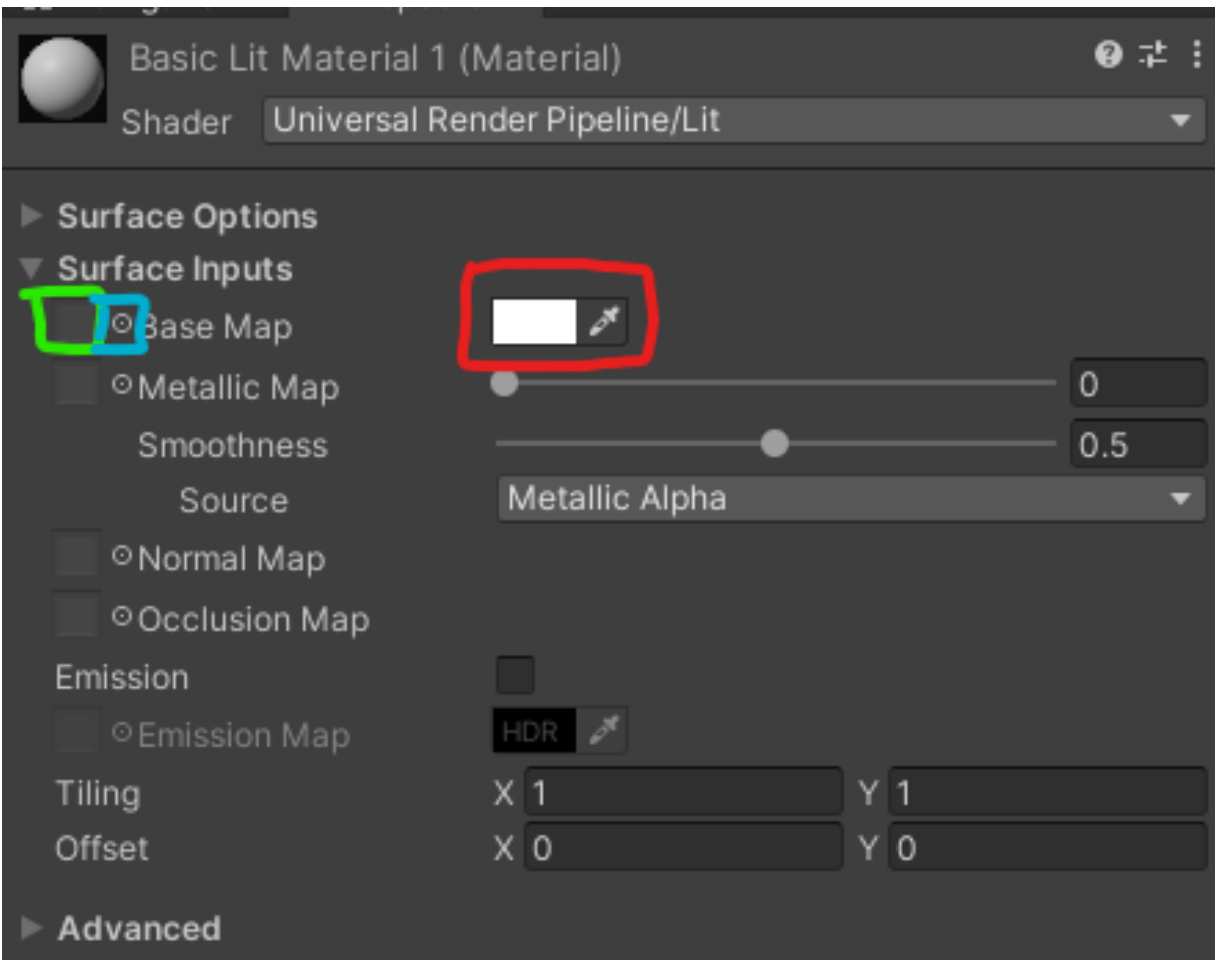 Basic Lit Material 1 (Material)
Shader Universal Render Pipeline/Lit
Surface Options
Surface Inputs
Base Map
Metallic Map 0
Smoothness 0.5
Source Metallic Alpha
Normal Map
Occlusion Map
Emission
Emission Map HDR
Tiling X 1 Y 1
Offset X 0 Y 0
Advanced